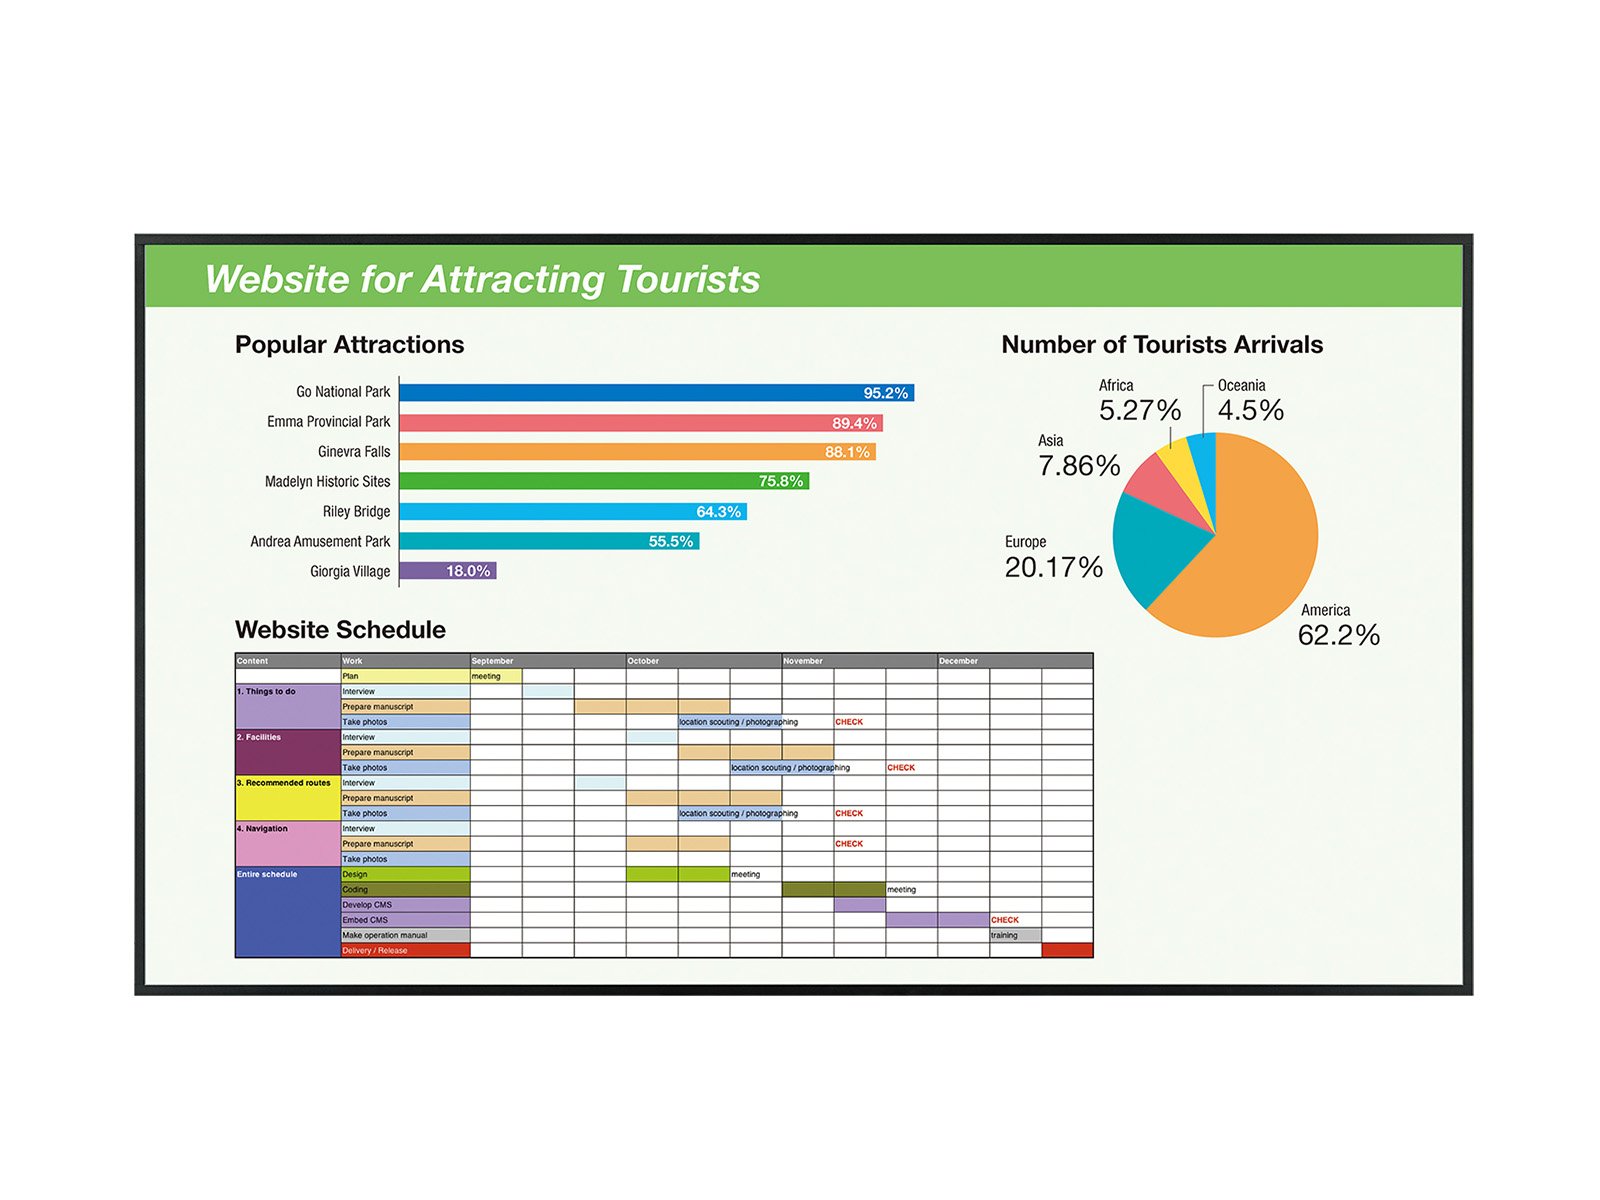 Website for Attracting Tourists
Popular Attractions
Go National Park 95.2%
Emma Provincial Park 89.4%
Ginevra Falls 88.1%
Madelyn Historic Sites 75.8%
Riley Bridge 64.3%
Andrea Amusement Park 55.5%
Giorgia Village 18.0%
Number of Tourists Arrivals
Africa
5.27%
Oceania
4.5%
Asia
7.86%
Europe
20.17%
America
62.2%
Website Schedule
Content Work September October November December
Plan meeting
1. Things to do Interview
Prepare manuscript
Take photos location scouting / photographing CHECK
2. Facilities Interview
Prepare manuscript
Take photos location scouting / photographing CHECK
3. Recommended routes Interview
Prepare manuscript
Take photos location scouting / photographing CHECK
4. Navigation Interview
Prepare manuscript CHECK
Take photos
Entire schedule Design meeting
Coding meeting
Develop CMS
Embed CMS CHECK
Make operation manual training
Delivery / Release